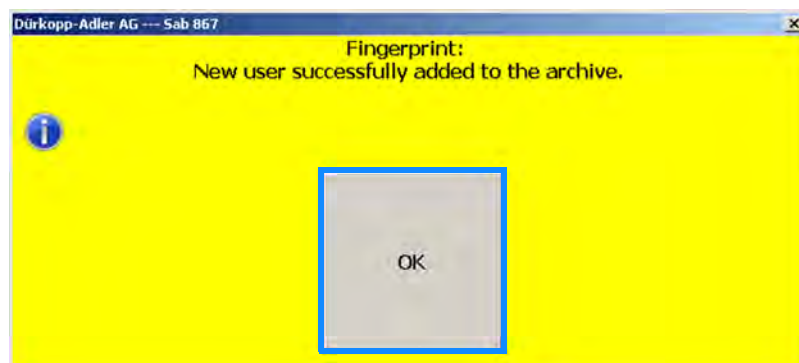 Dürkopp-Adler AG --- Sab 867
Fingerprint:
New user successfully added to the archive.
OK